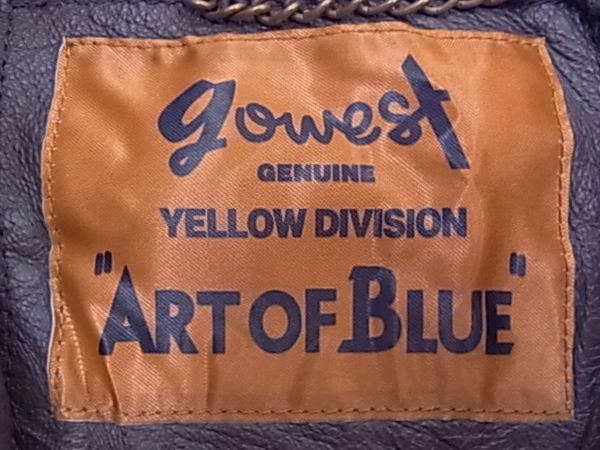 gowest
GENUINE
YELLOW DIVISION
"ART OF BLUE"